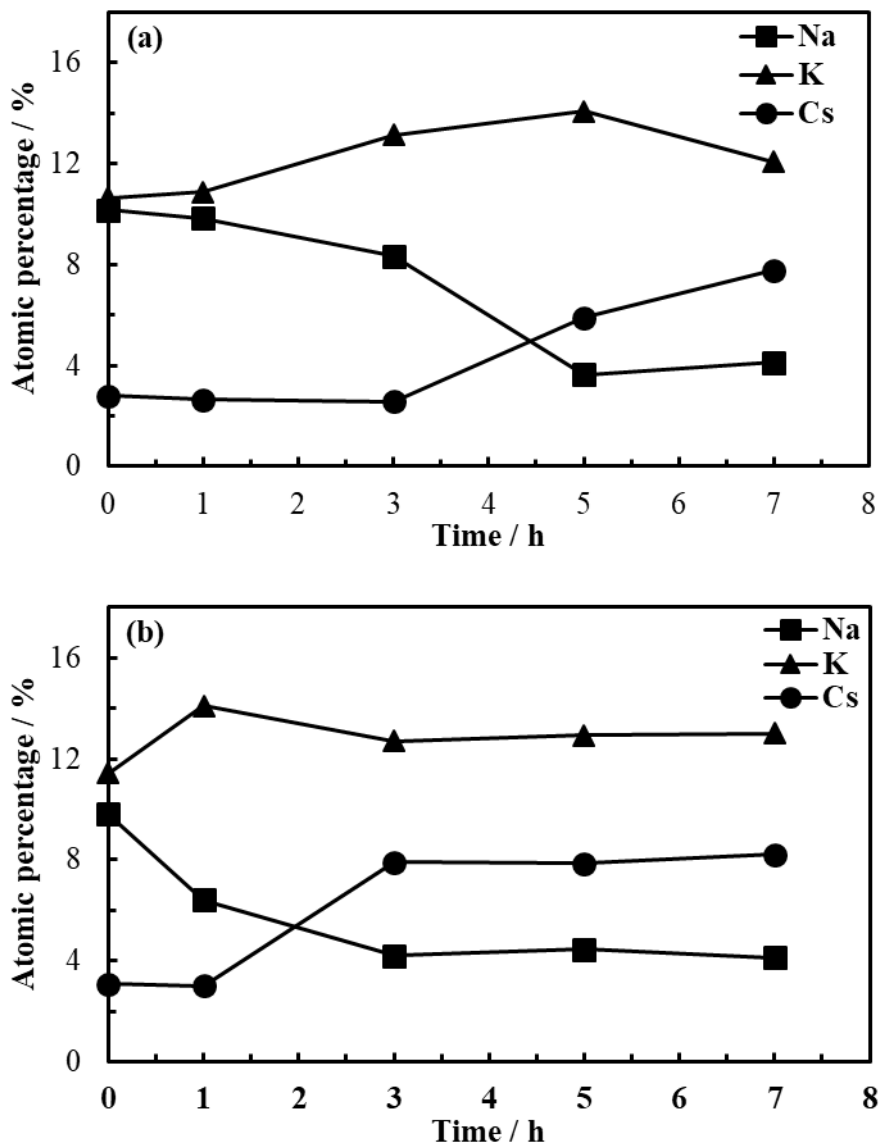 (a)
Na
K
Cs
Atomic percentage / %
16
12
8
4
0
0 1 2 3 4 5 6 7 8
Time / h
(b)
Na
K
Cs
Atomic percentage / %
16
12
8
4
0
0 1 2 3 4 5 6 7 8
Time / h